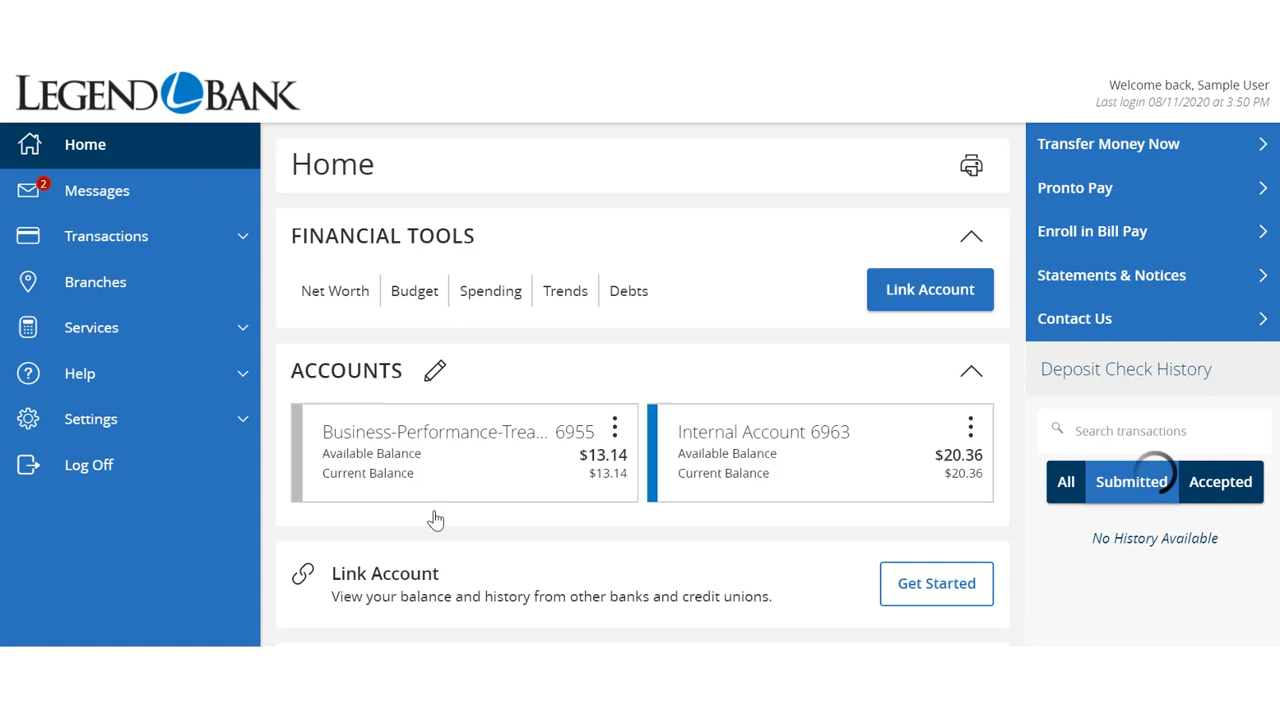 LEGEND BANK
Welcome back, Sample User
Last login 08/11/2020 at 3:50 PM
Home
2
Messages
Transactions
Branches
Services
Help
Settings
Log Off
Home
FINANCIAL TOOLS
Net Worth
Budget
Spending
Trends
Debts
Link Account
ACCOUNTS
Business-Performance-Trea... 6955
Available Balance $13.14
Current Balance $13.14
Internal Account 6963
Available Balance $20.36
Current Balance $20.36
Link Account
View your balance and history from other banks and credit unions.
Get Started
Transfer Money Now
Pronto Pay
Enroll in Bill Pay
Statements & Notices
Contact Us
Deposit Check History
Search transactions
All
Submitted
Accepted
No History Available